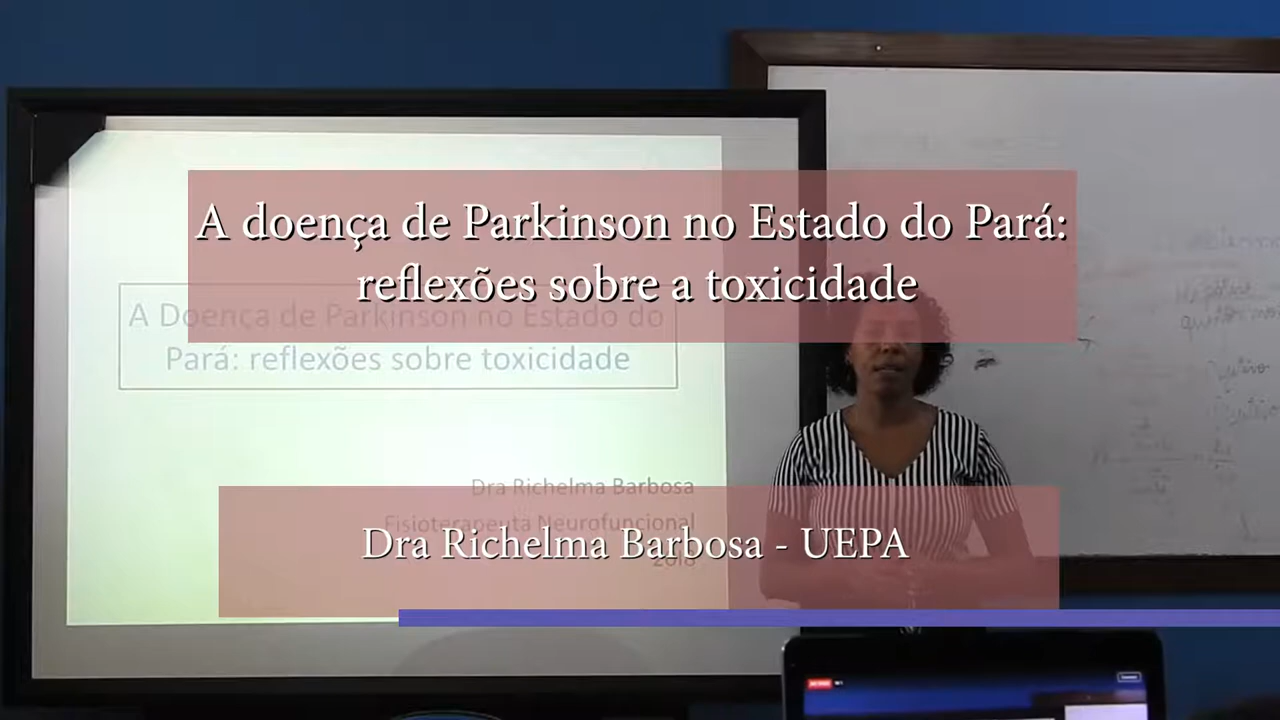 A doença de Parkinson no Estado do Pará:
reflexões sobre a toxicidade
A Doença de Parkinson no Estado do
Pará: reflexões sobre toxicidade
Dra Richelma Barbosa
Fisioterapeuta Neurofuncional
2018
Dra Richelma Barbosa - UEPA